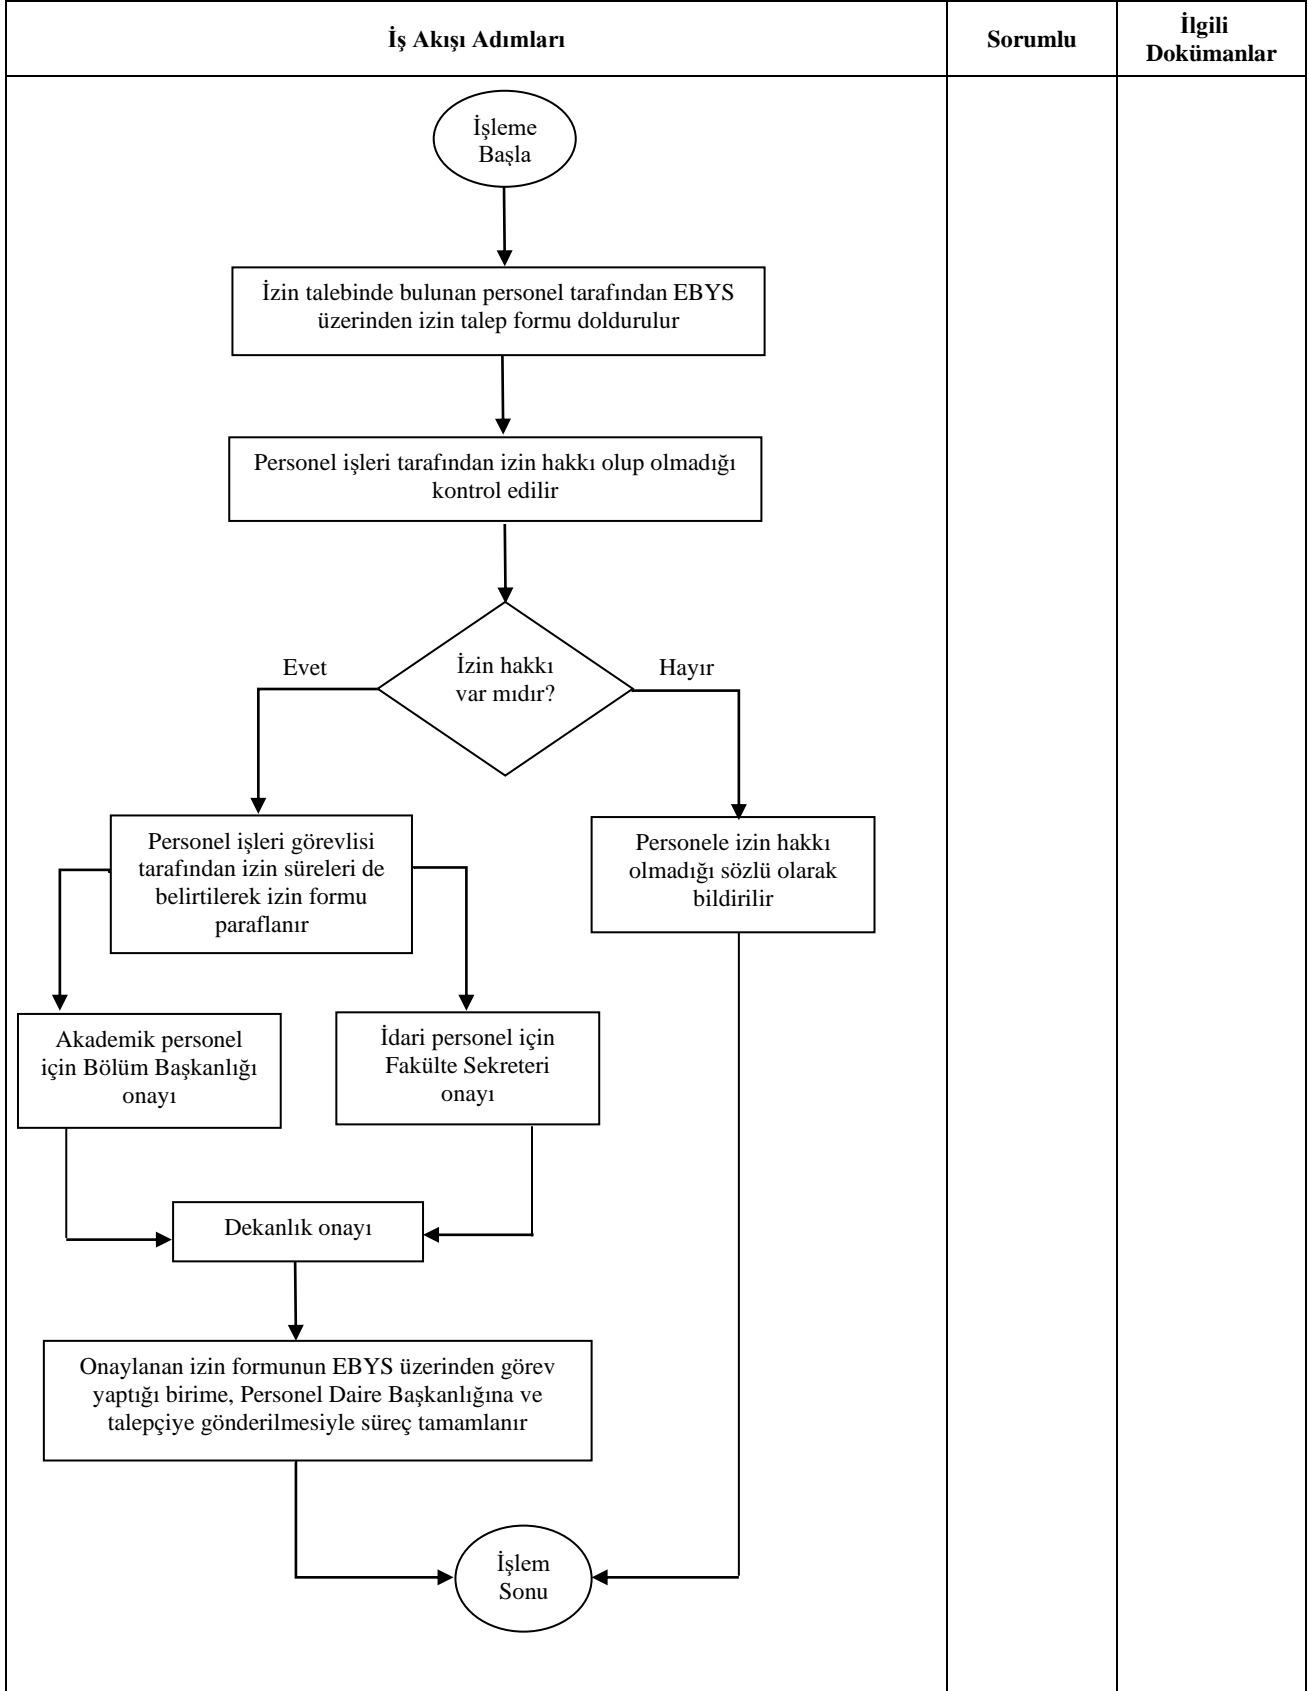 İş Akışı Adımları
Sorumlu
İlgili
Dokümanlar
İşleme
Başla
İzin talebinde bulunan personel tarafından EBYS
üzerinden izin talep formu doldurulur
Personel işleri tarafından izin hakkı olup olmadığı
kontrol edilir
Evet
İzin hakkı
var mıdır?
Hayır
Personel işleri görevlisi
tarafından izin süreleri de
belirtilerek izin formu
paraflanır
Personele izin hakkı
olmadığı sözlü olarak
bildirilir
Akademik personel
için Bölüm Başkanlığı
onayı
İdari personel için
Fakülte Sekreteri
onayı
Dekanlık onayı
Onaylanan izin formunun EBYS üzerinden görev
yaptığı birime, Personel Daire Başkanlığına ve
talepçiye gönderilmesiyle süreç tamamlanır
İşlem
Sonu